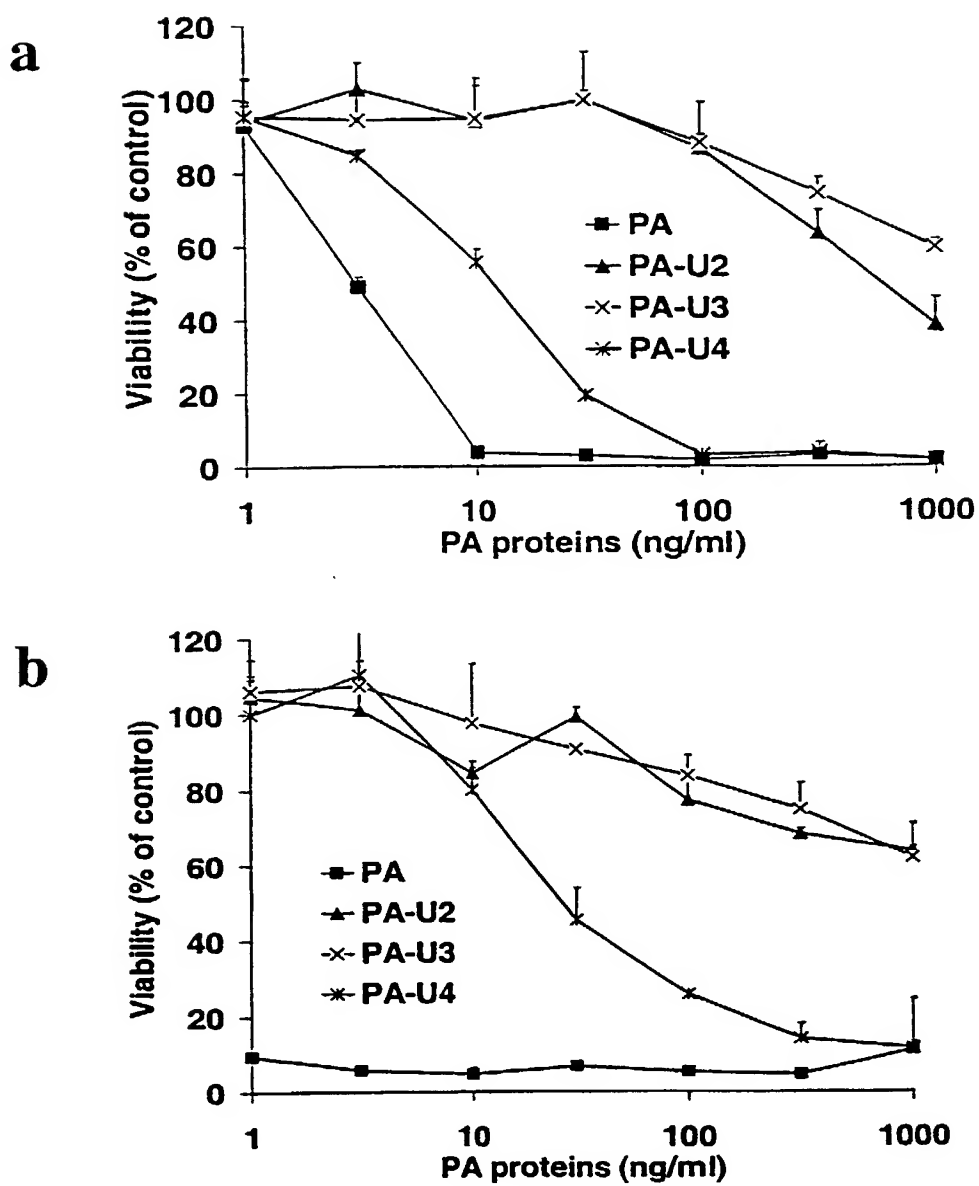 a
Viability (% of control)
120
100
80
60
40
20
0
PA
PA-U2
PA-U3
PA-U4
1
10
100
1000
PA proteins (ng/ml)
b
Viability (% of control)
120
100
80
60
40
20
0
PA
PA-U2
PA-U3
PA-U4
1
10
100
1000
PA proteins (ng/ml)